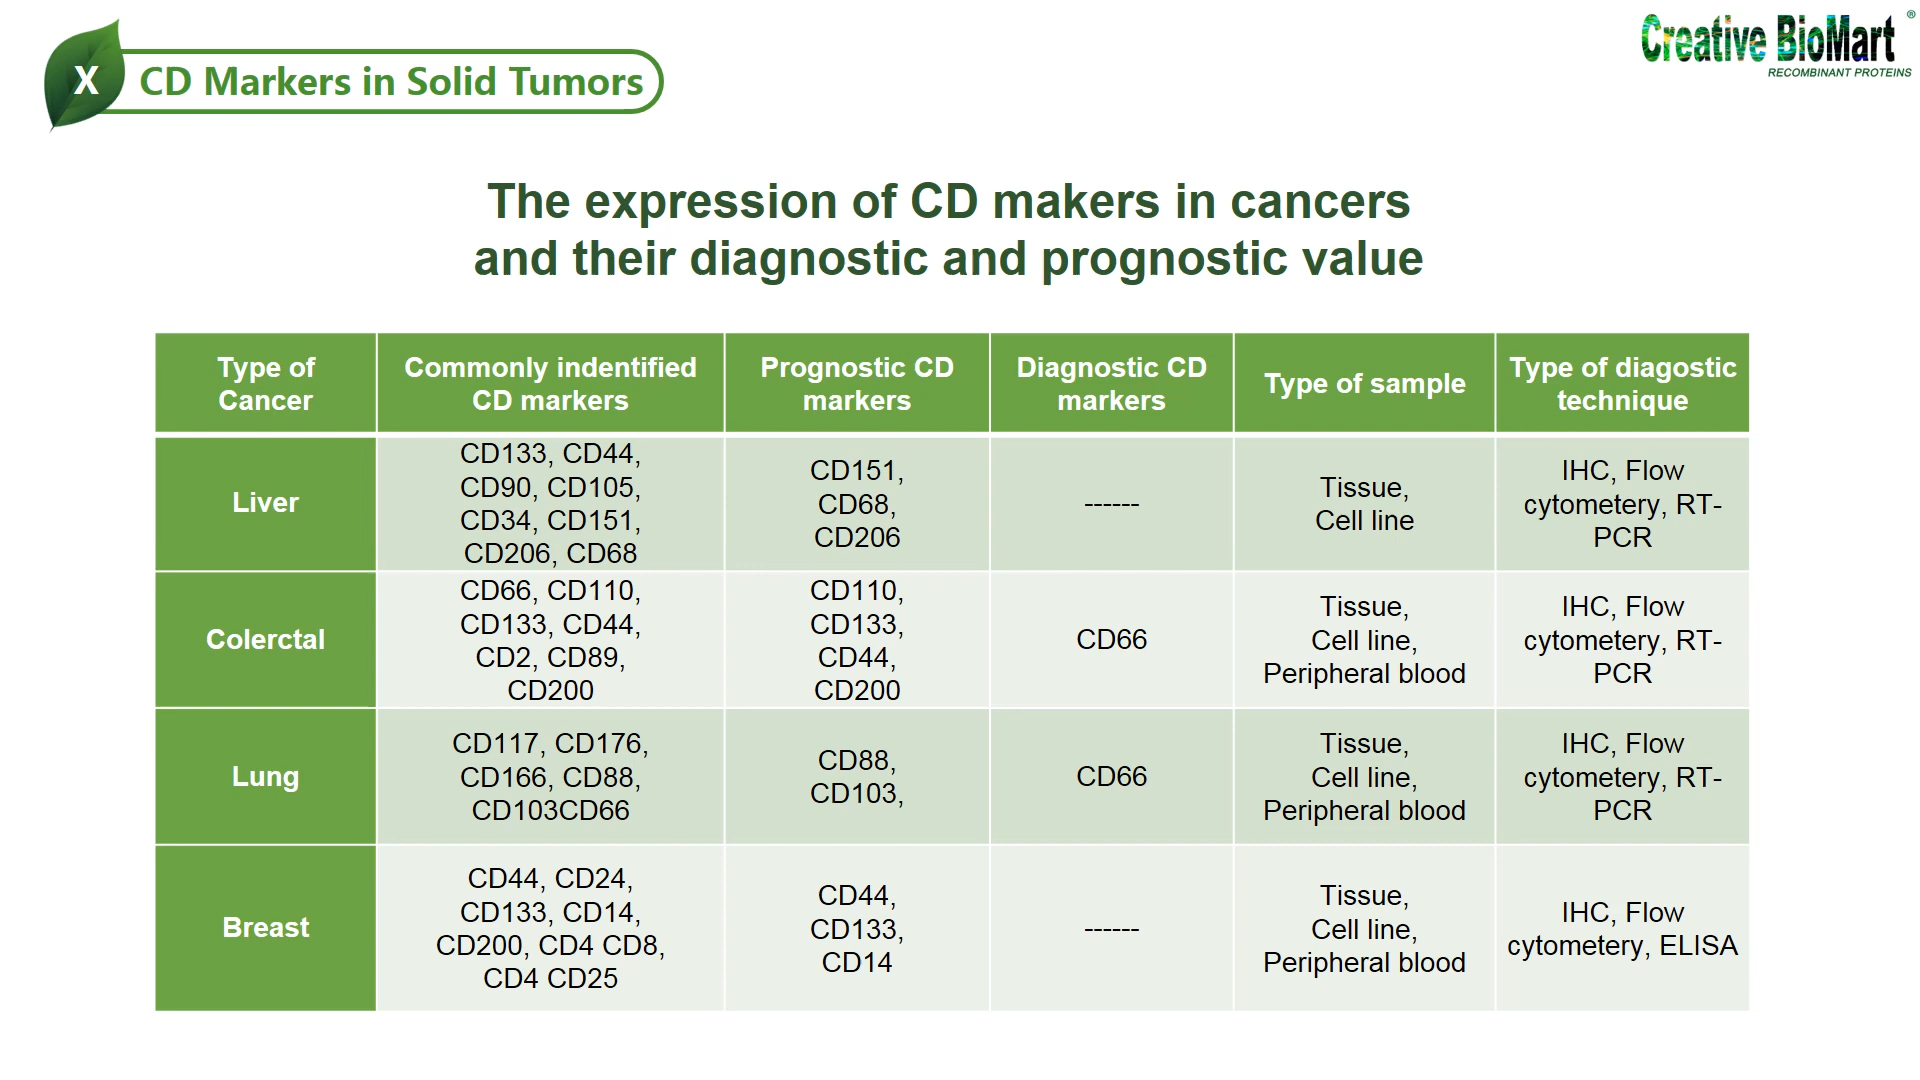 X
CD Markers in Solid Tumors
Creative BioMart ®
RECOMBINANT PROTEINS
The expression of CD makers in cancers
and their diagnostic and prognostic value
Type of
Cancer
Commonly indentified
CD markers
Prognostic CD
markers
Diagnostic CD
markers
Type of sample
Type of diagostic
technique
Liver
CD133, CD44,
CD90, CD105,
CD34, CD151,
CD206, CD68
CD151,
CD68,
CD206
------
Tissue,
Cell line
IHC, Flow
cytometery, RT-
PCR
Colerctal
CD66, CD110,
CD133, CD44,
CD2, CD89,
CD200
CD110,
CD133,
CD44,
CD200
CD66
Tissue,
Cell line,
Peripheral blood
IHC, Flow
cytometery, RT-
PCR
Lung
CD117, CD176,
CD166, CD88,
CD103CD66
CD88,
CD103,
CD66
Tissue,
Cell line,
Peripheral blood
IHC, Flow
cytometery, RT-
PCR
Breast
CD44, CD24,
CD133, CD14,
CD200, CD4 CD8,
CD4 CD25
CD44,
CD133,
CD14
------
Tissue,
Cell line,
Peripheral blood
IHC, Flow
cytometery, ELISA